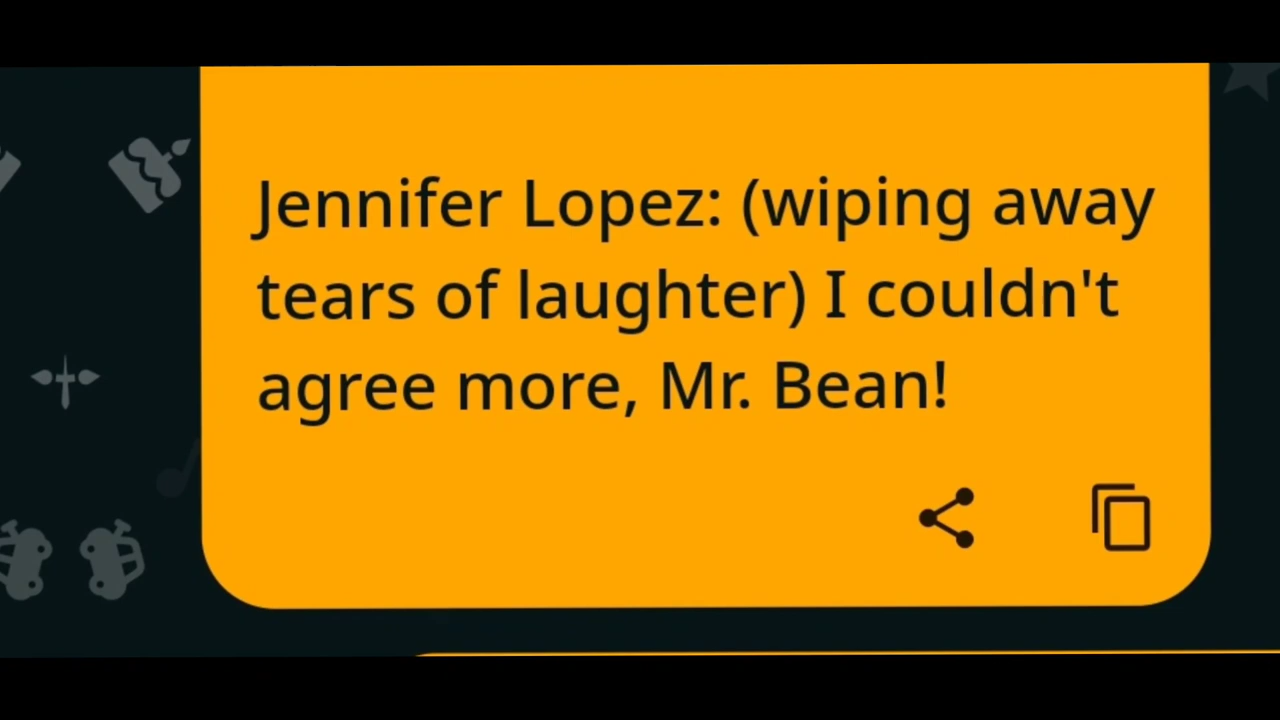 Jennifer Lopez: (wiping away
tears of laughter) I couldn't
agree more, Mr. Bean!